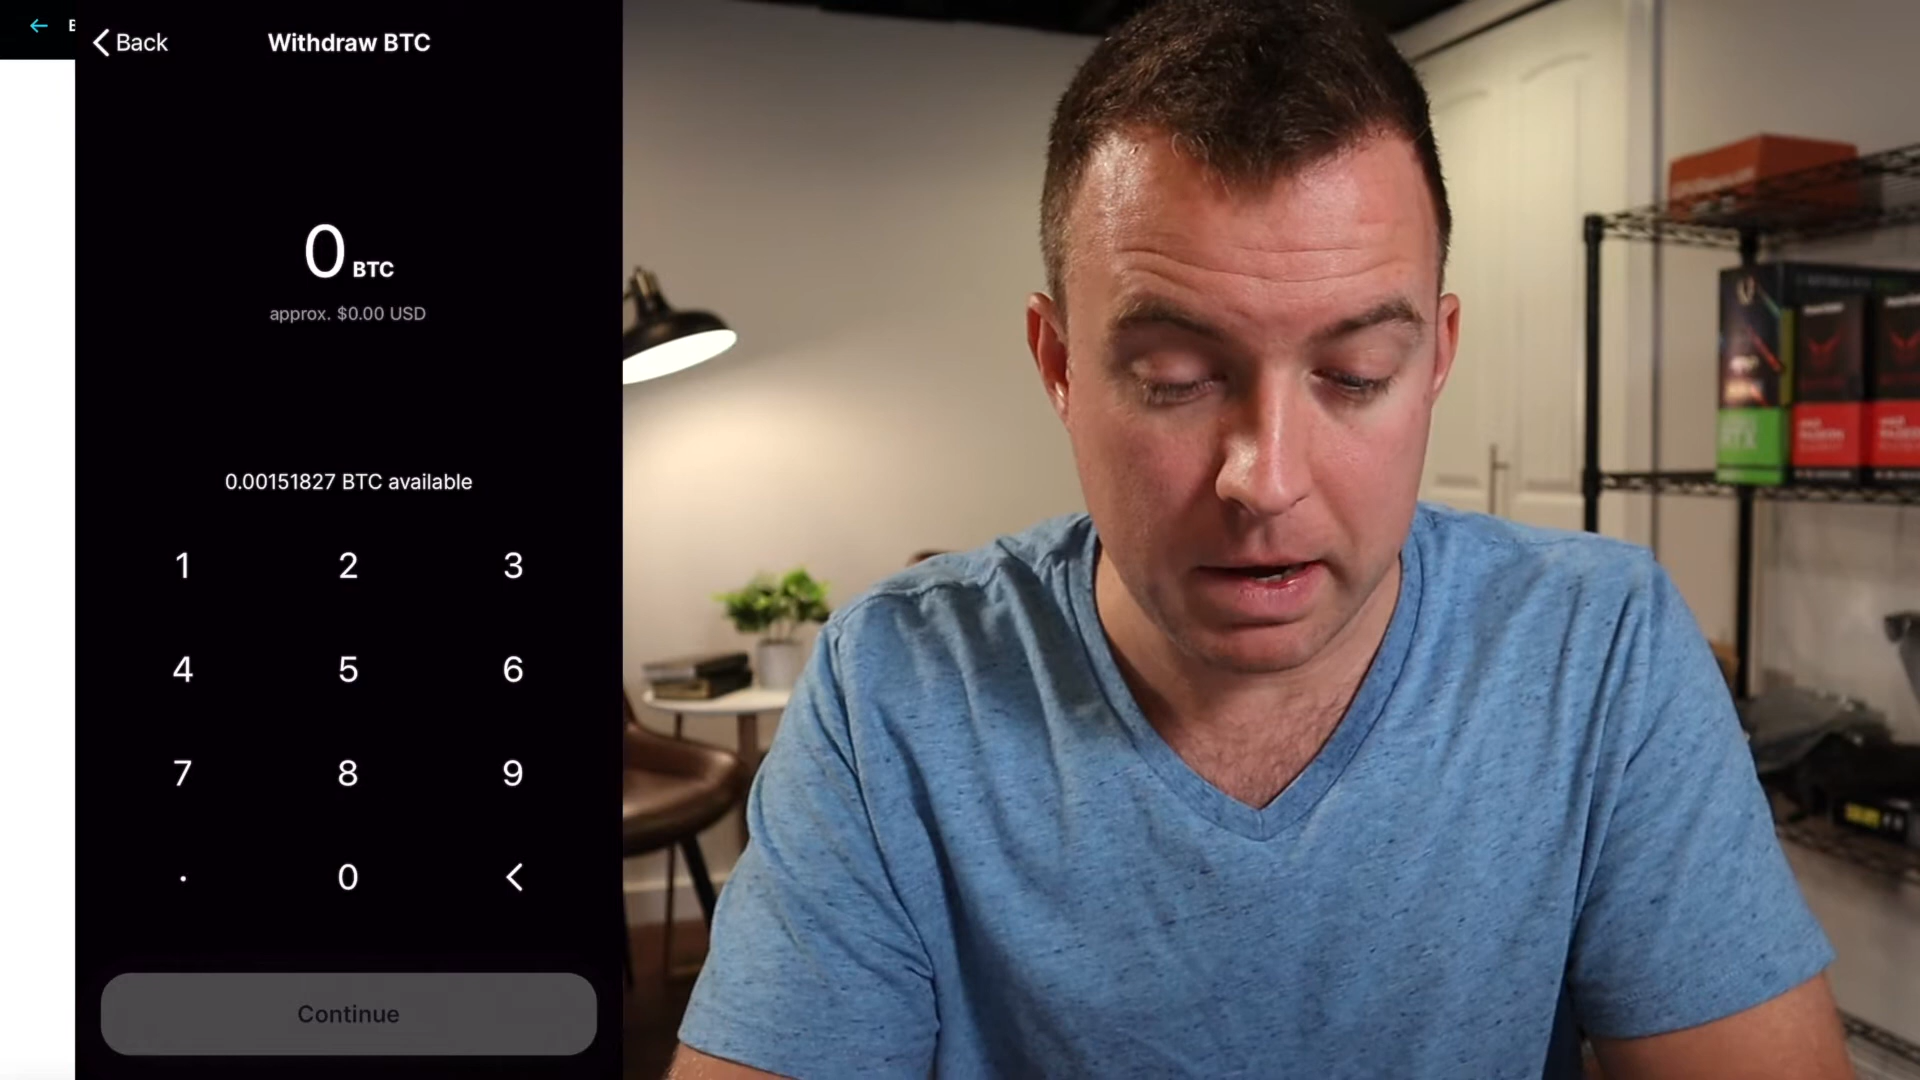 Back
Withdraw BTC
0 BTC
approx. $0.00 USD
0.00151827 BTC available
1 2 3
4 5 6
7 8 9
. 0 <
Continue
RTX